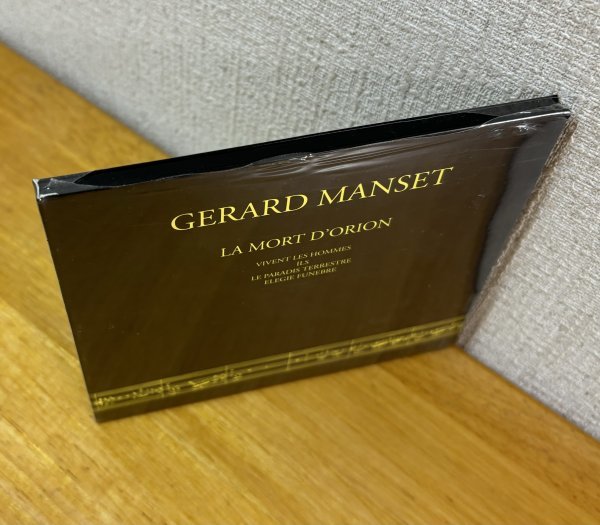 GERARD MANSET
LA MORT D'ORION
VIVENT LES HOMMES
ILS
LE PARADIS TERRESTRE
ELEGIE FUNEBRE